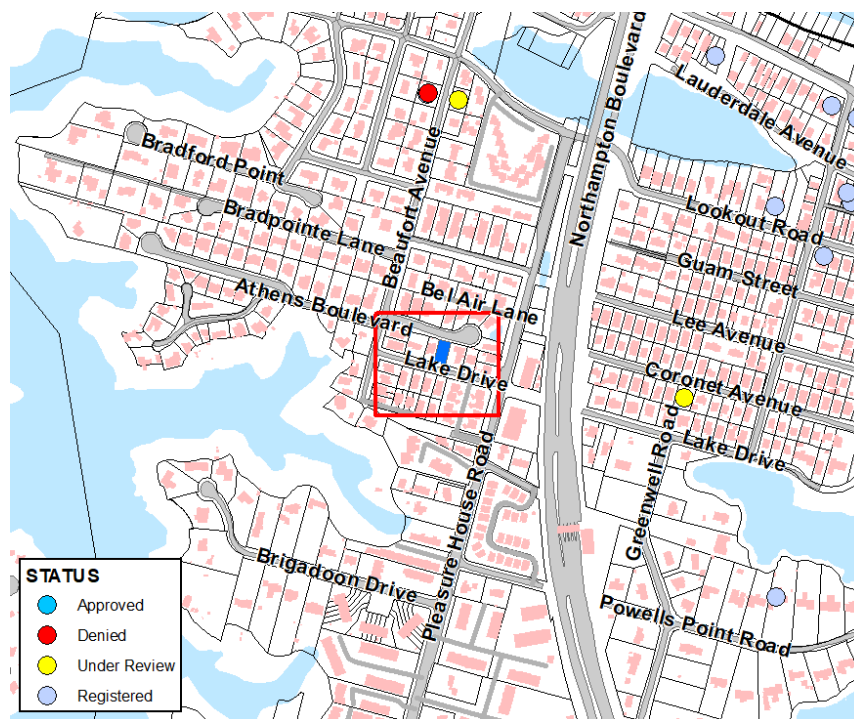 Lauderdale Avenue
Northampton Boulevard
Beaufort Avenue
Bradford Point
Lookout Road
Bradpointe Lane
Guam Street
Athens Boulevard
Bel Air Lane
Lee Avenue
Lake Drive
Coronet Avenue
Lake Drive
Greenwell Road
Pleasure House Road
Brigadoon Drive
Powells Point Road
STATUS
Approved
Denied
Under Review
Registered